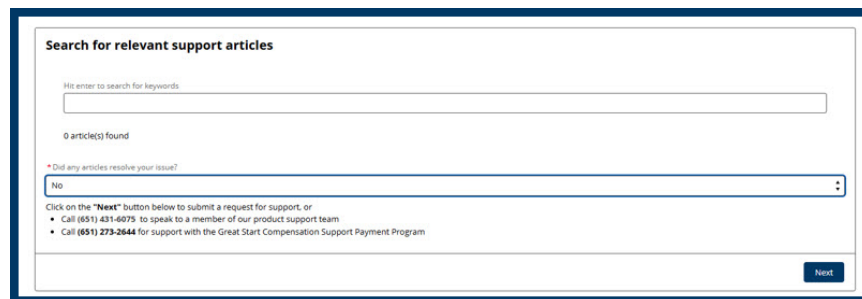 Search for relevant support articles
Hit enter to search for keywords
0 article(s) found
*Did any articles resolve your issue?
No
Click on the "Next" button below to submit a request for support, or
• Call (651) 431-6075 to speak to a member of our product support team
• Call (651) 273-2644 for support with the Great Start Compensation Support Payment Program
Next